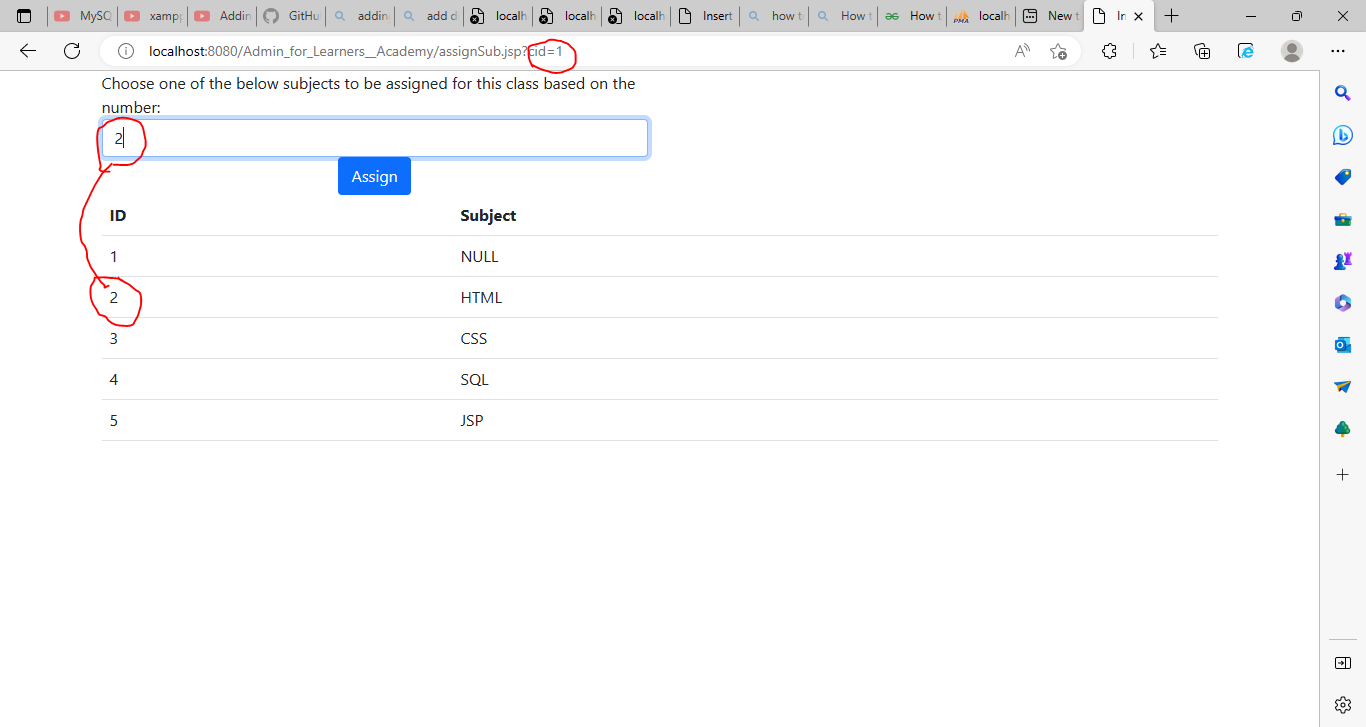 MySQ
xampp
Addin
GitHu
addin
add d
localh
localh
localh
Insert
how t
How t
How t
localh
New t
In
localhost:8080/Admin_for_Learners__Academy/assignSub.jsp?cid=1
Choose one of the below subjects to be assigned for this class based on the
number:
2
Assign
ID Subject
1 NULL
2 HTML
3 CSS
4 SQL
5 JSP